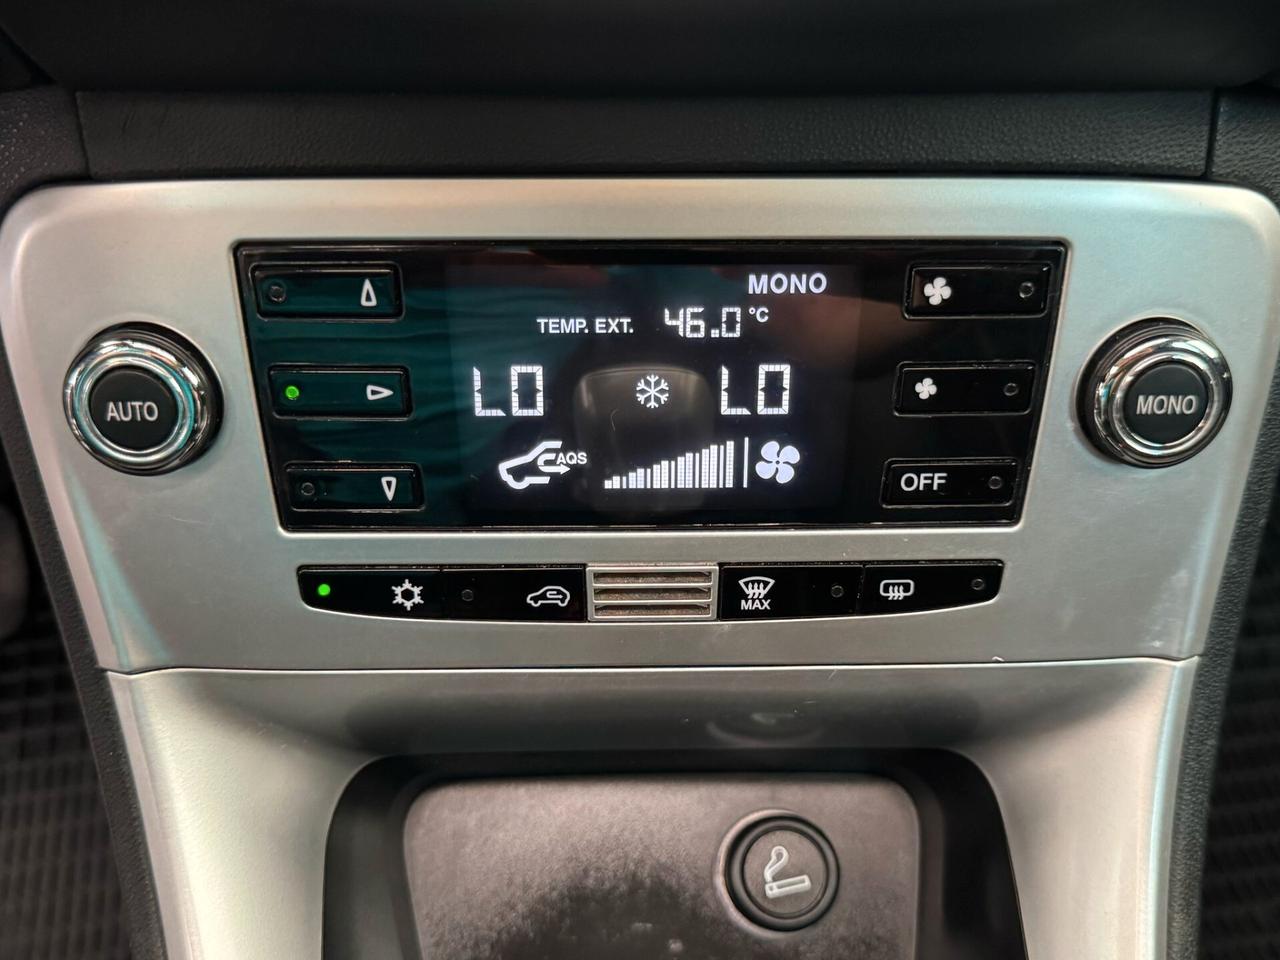 MONO
TEMP. EXT. 46.0 °C
LO LO
AUTO
MONO
AQS
OFF
MAX